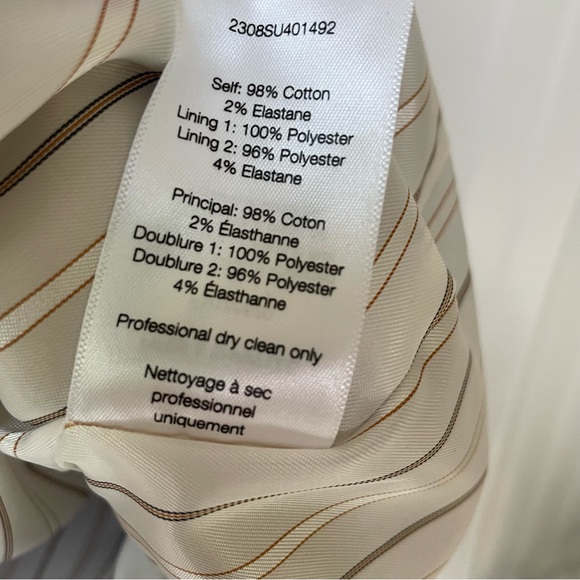 2308SU401492
Self: 98% Cotton
2% Elastane
Lining 1: 100% Polyester
Lining 2: 96% Polyester
4% Elastane
Principal: 98% Coton
2% Élasthanne
Doublure 1: 100% Polyester
Doublure 2: 96% Polyester
4% Élasthanne
Professional dry clean only
Nettoyage à sec
professionnel
uniquement